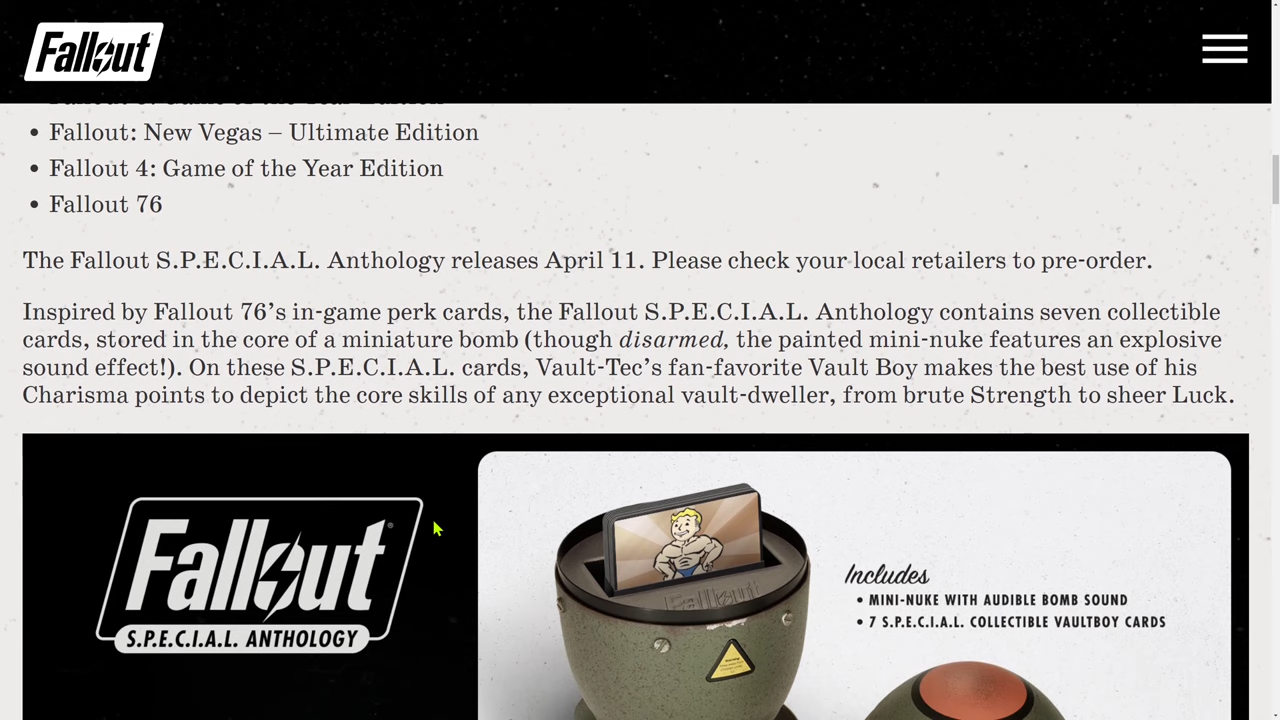 Fallout
• Fallout: New Vegas – Ultimate Edition
• Fallout 4: Game of the Year Edition
• Fallout 76
The Fallout S.P.E.C.I.A.L. Anthology releases April 11. Please check your local retailers to pre-order.
Inspired by Fallout 76’s in-game perk cards, the Fallout S.P.E.C.I.A.L. Anthology contains seven collectible
cards, stored in the core of a miniature bomb (though disarmed, the painted mini-nuke features an explosive
sound effect!). On these S.P.E.C.I.A.L. cards, Vault-Tec’s fan-favorite Vault Boy makes the best use of his
Charisma points to depict the core skills of any exceptional vault-dweller, from brute Strength to sheer Luck.
Fallout®
S.P.E.C.I.A.L. ANTHOLOGY
Fallout
Includes
• MINI-NUKE WITH AUDIBLE BOMB SOUND
• 7 S.P.E.C.I.A.L. COLLECTIBLE VAULTBOY CARDS